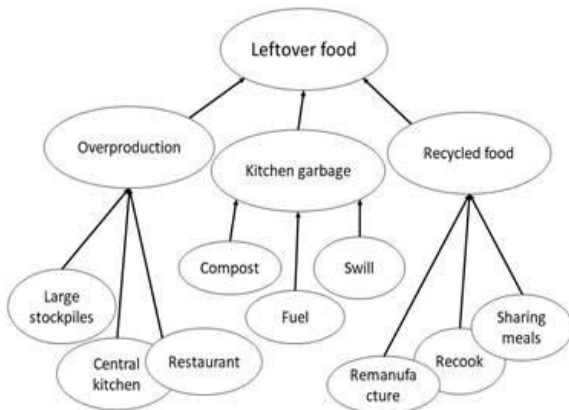 Leftover food
Overproduction
Kitchen garbage
Recycled food
Compost
Swill
Fuel
Large
stockpiles
Central
kitchen
Restaurant
Sharing
meals
Recook
Remanufa
cture